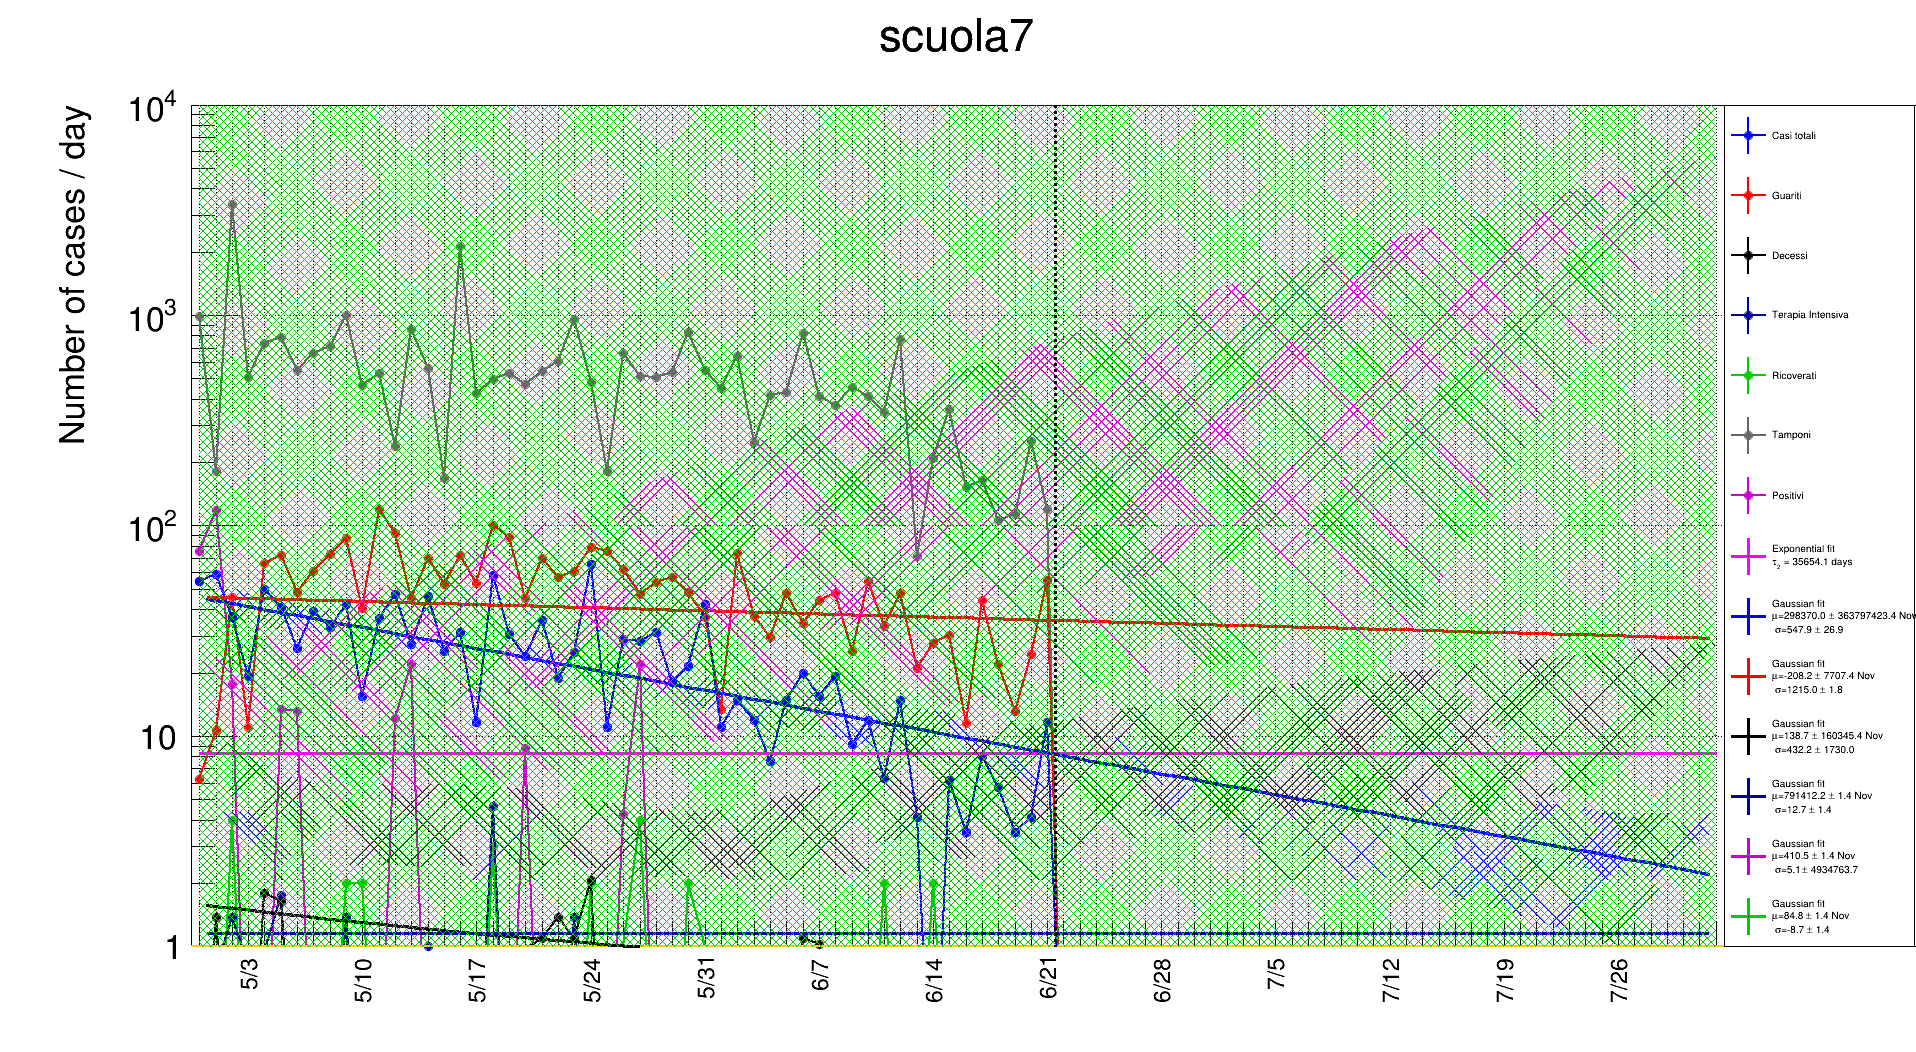 scuola7
Number of cases / day
10⁴
10³
10²
10
1
5/3
5/10
5/17
5/24
5/31
6/7
6/14
6/21
6/28
7/5
7/12
7/19
7/26
Casi totali
Guariti
Decessi
Terapia Intensiva
Ricoverati
Tamponi
Positivi
Exponential fit
τ₂ = 35654.1 days
Gaussian fit
μ=298370.0 ± 363797423.4 Nov
σ=547.9 ± 26.9
Gaussian fit
μ=-208.2 ± 7707.4 Nov
σ=1215.0 ± 1.8
Gaussian fit
μ=138.7 ± 160345.4 Nov
σ=432.2 ± 1730.0
Gaussian fit
μ=791412.2 ± 1.4 Nov
σ=12.7 ± 1.4
Gaussian fit
μ=410.5 ± 1.4 Nov
σ=5.1± 4934763.7
Gaussian fit
μ=84.8 ± 1.4 Nov
σ=-8.7 ± 1.4